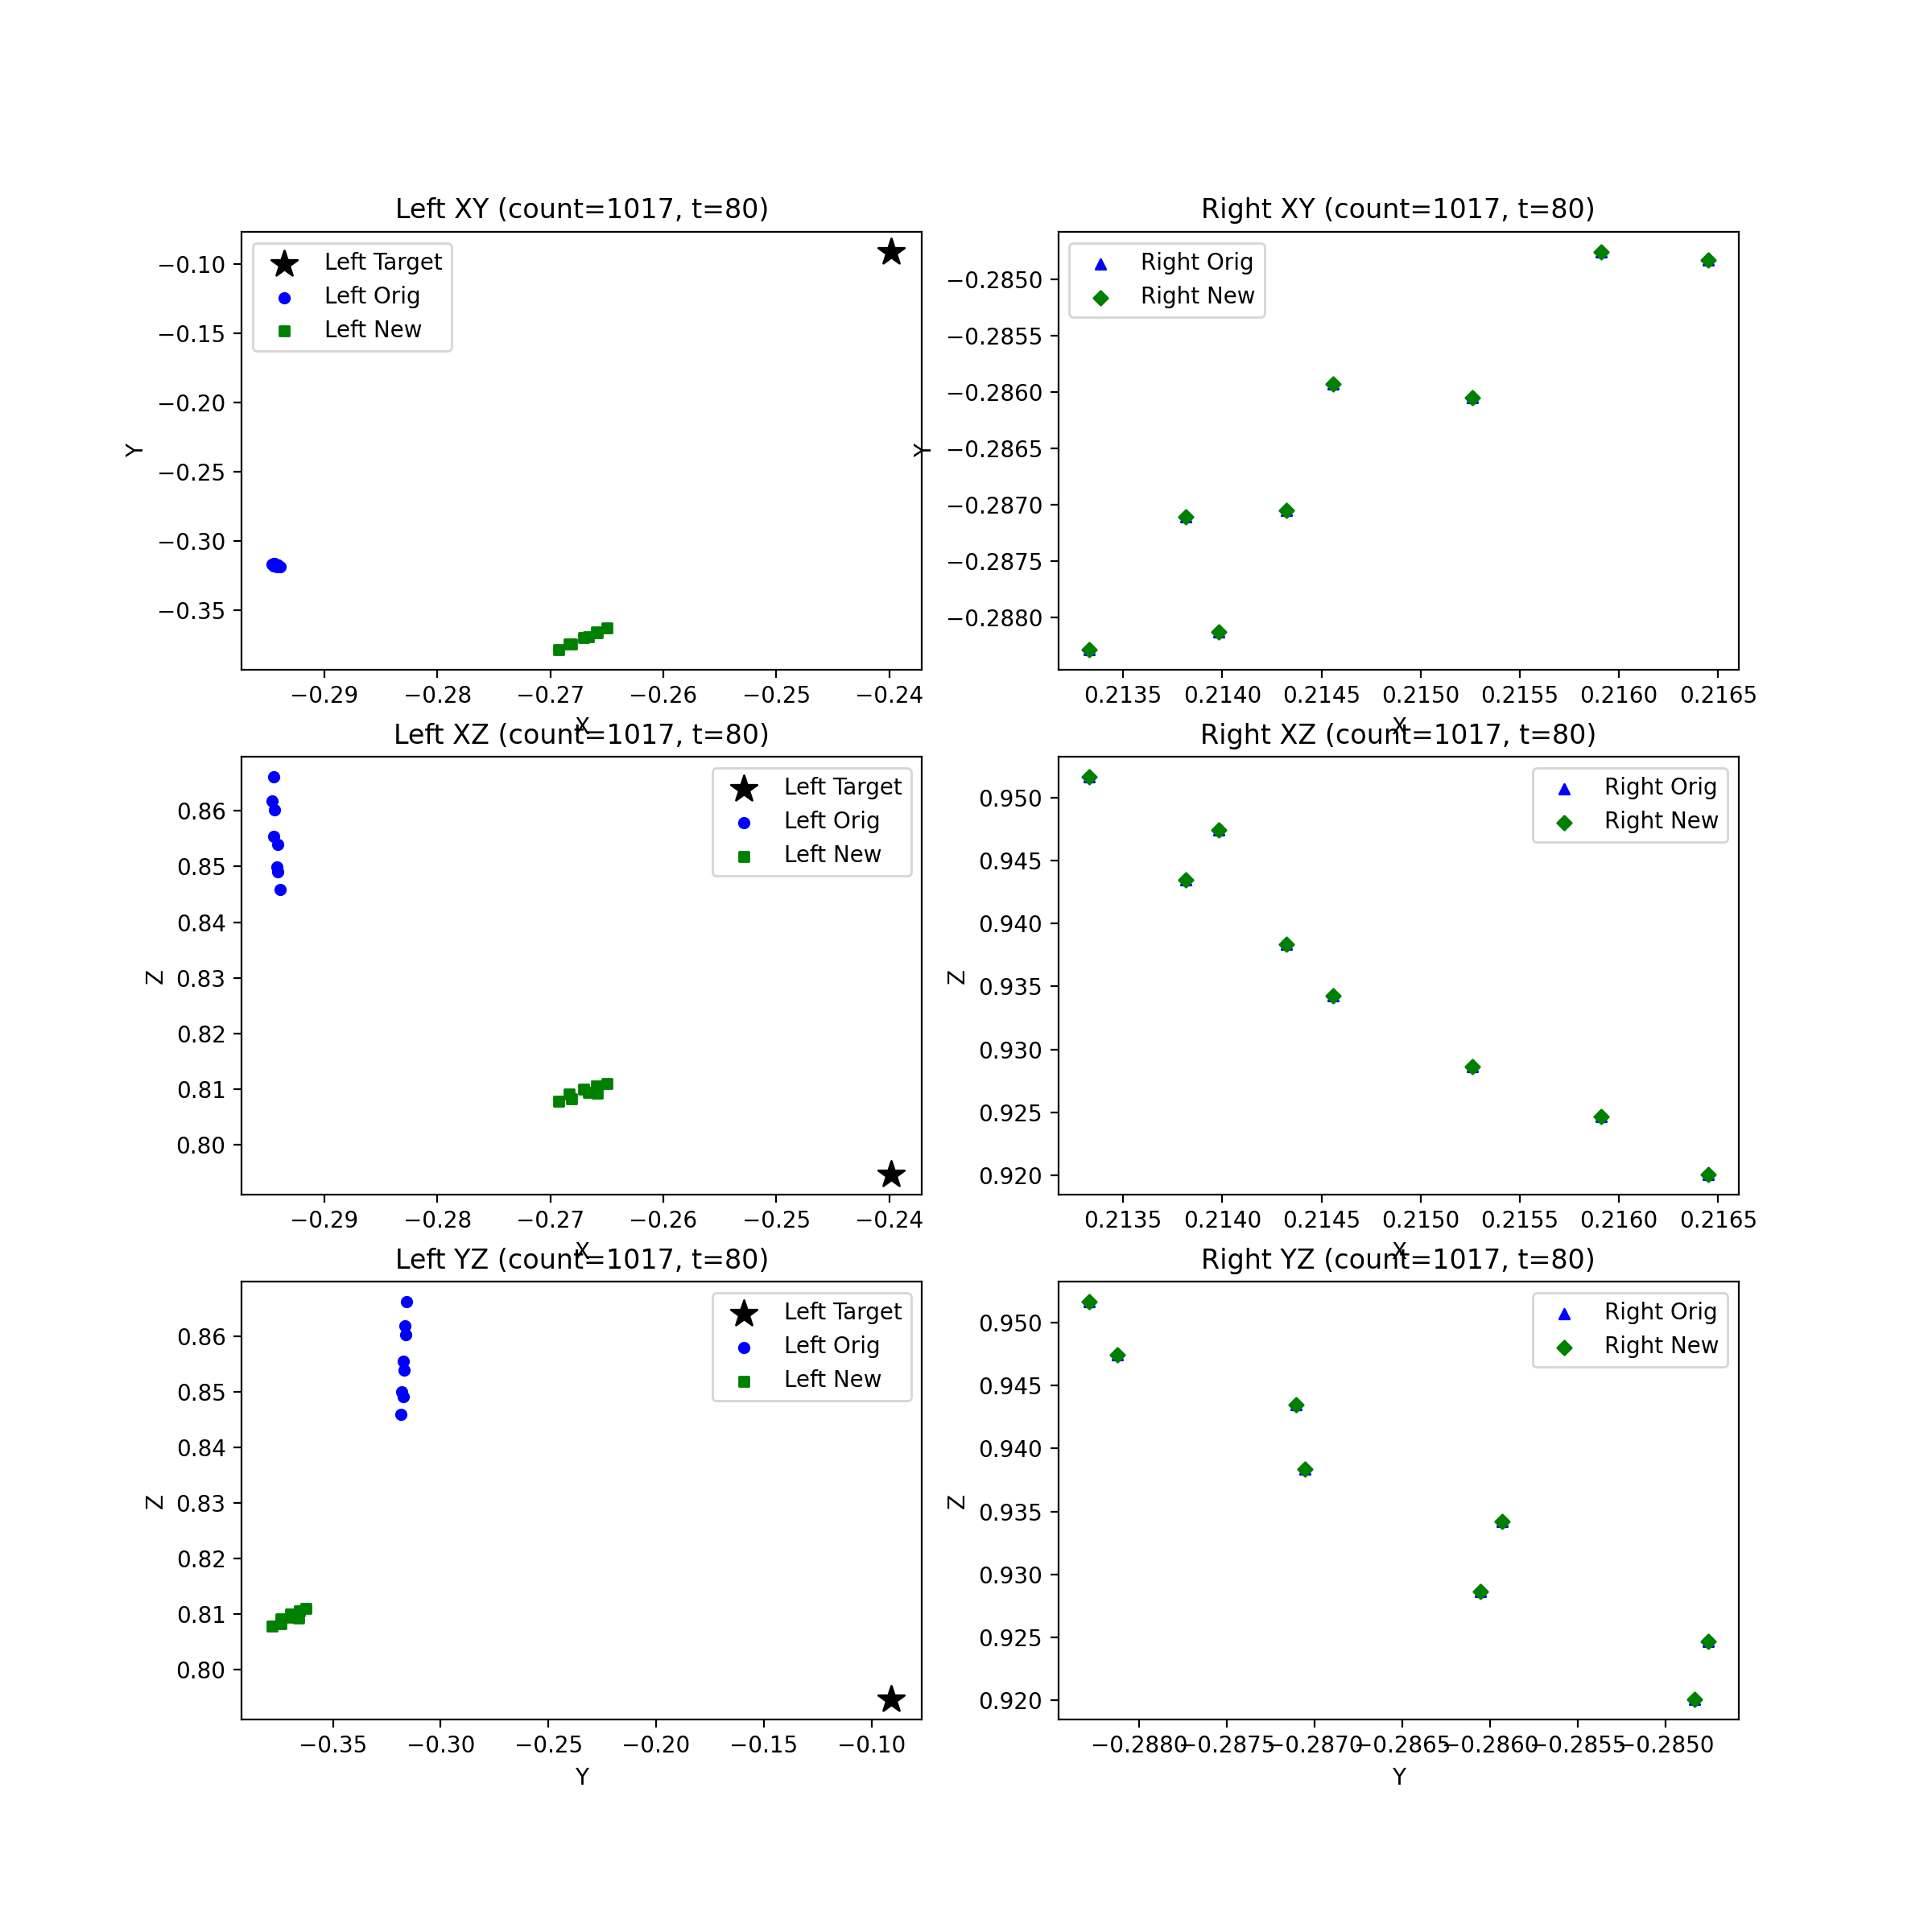 Left XY (count=1017, t=80)
Left Target
Left Orig
Left New
−0.10
−0.15
−0.20
−0.25
−0.30
−0.35
Y
−0.29 −0.28 −0.27 −0.26 −0.25 −0.24
X
Right XY (count=1017, t=80)
Right Orig
Right New
−0.2850
−0.2855
−0.2860
−0.2865
−0.2870
−0.2875
−0.2880
Y
0.2135 0.2140 0.2145 0.2150 0.2155 0.2160 0.2165
X
Left XZ (count=1017, t=80)
Left Target
Left Orig
Left New
0.86
0.85
0.84
0.83
0.82
0.81
0.80
Z
−0.29 −0.28 −0.27 −0.26 −0.25 −0.24
X
Right XZ (count=1017, t=80)
Right Orig
Right New
0.950
0.945
0.940
0.935
0.930
0.925
0.920
Z
0.2135 0.2140 0.2145 0.2150 0.2155 0.2160 0.2165
X
Left YZ (count=1017, t=80)
Left Target
Left Orig
Left New
0.86
0.85
0.84
0.83
0.82
0.81
0.80
Z
−0.35 −0.30 −0.25 −0.20 −0.15 −0.10
Y
Right YZ (count=1017, t=80)
Right Orig
Right New
0.950
0.945
0.940
0.935
0.930
0.925
0.920
Z
−0.2880 −0.2875 −0.2870 −0.2865 −0.2860 −0.2855 −0.2850
Y